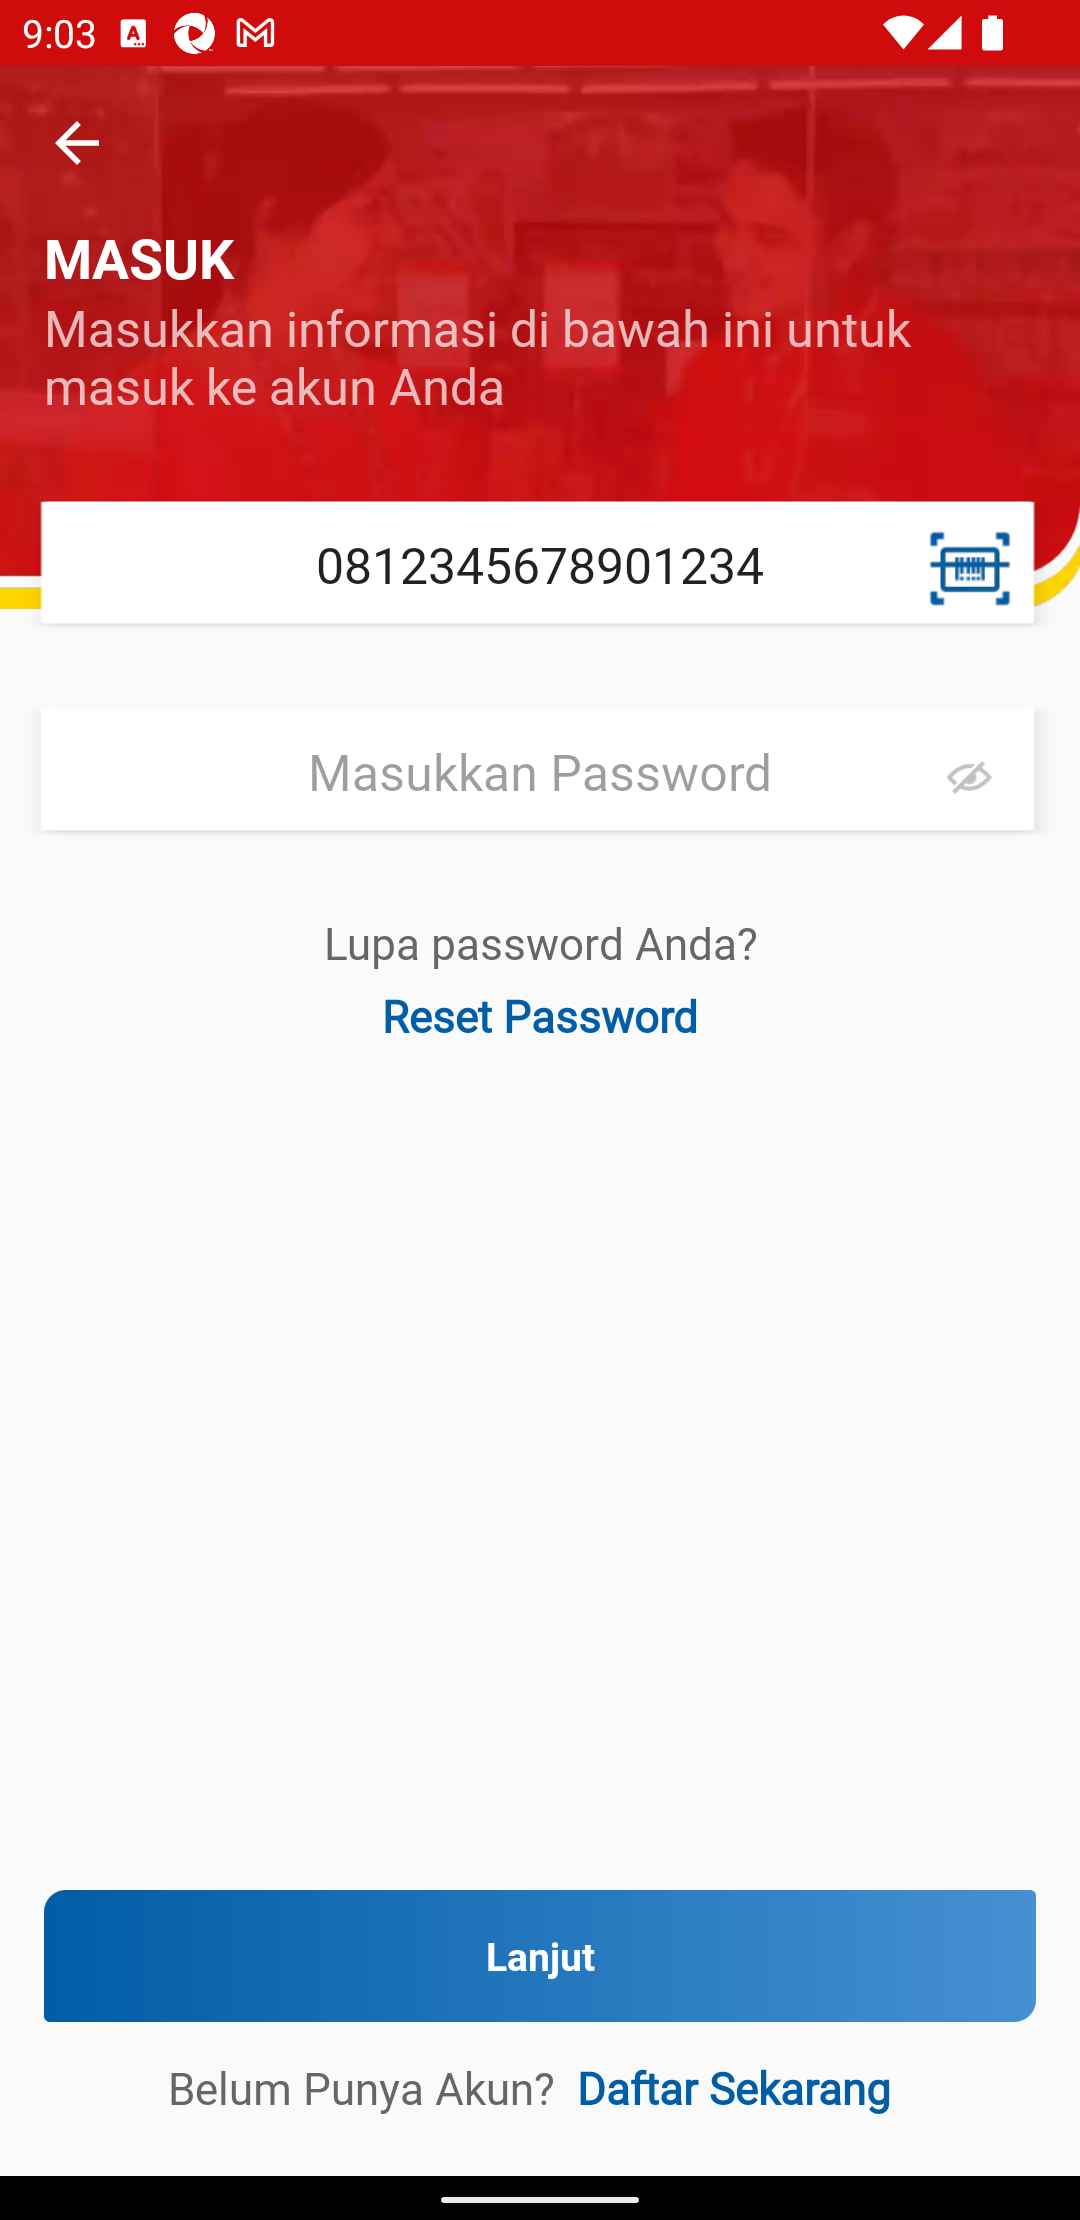 9:03
MASUK
Masukkan informasi di bawah ini untuk
masuk ke akun Anda
0812345678901234
Masukkan Password
Lupa password Anda?
Reset Password
Lanjut
Belum Punya Akun? Daftar Sekarang